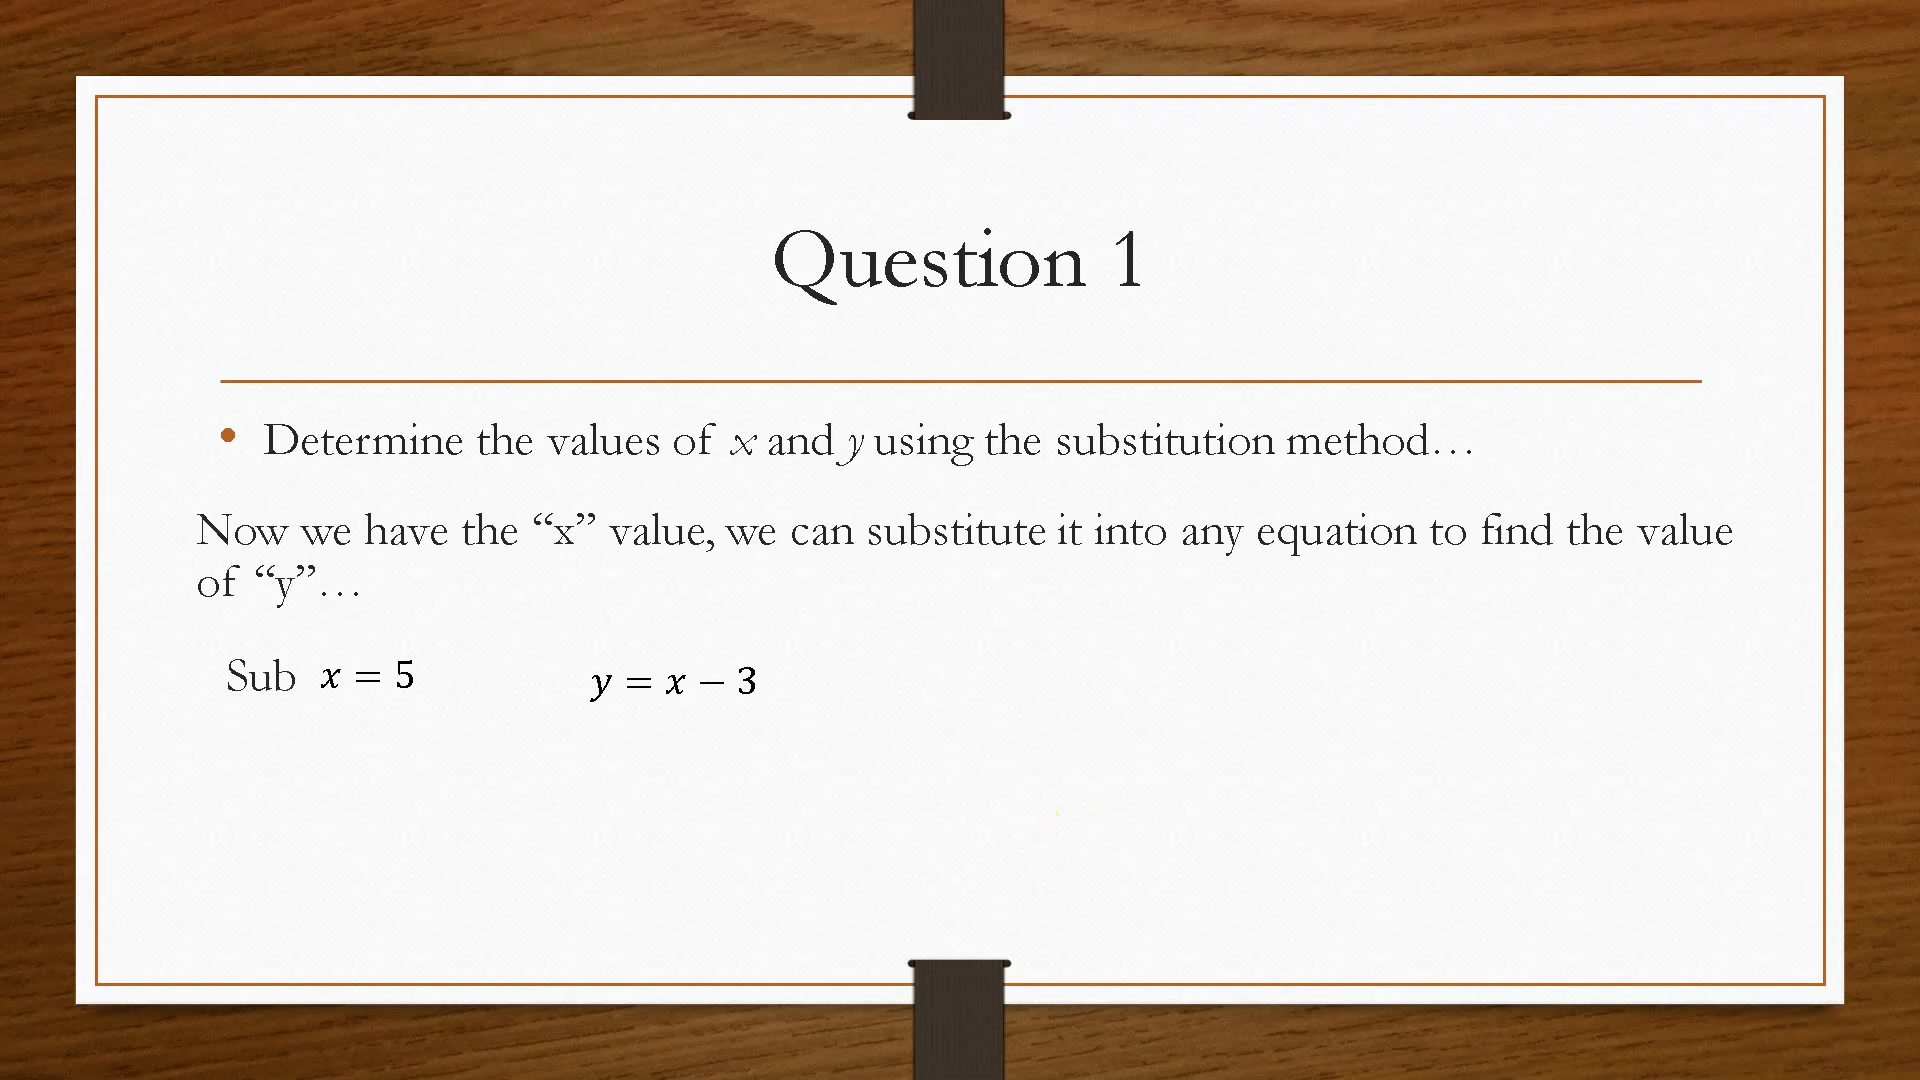 Question 1
• Determine the values of x and y using the substitution method…
Now we have the “x” value, we can substitute it into any equation to find the value
of “y”…
Sub x = 5 y = x − 3